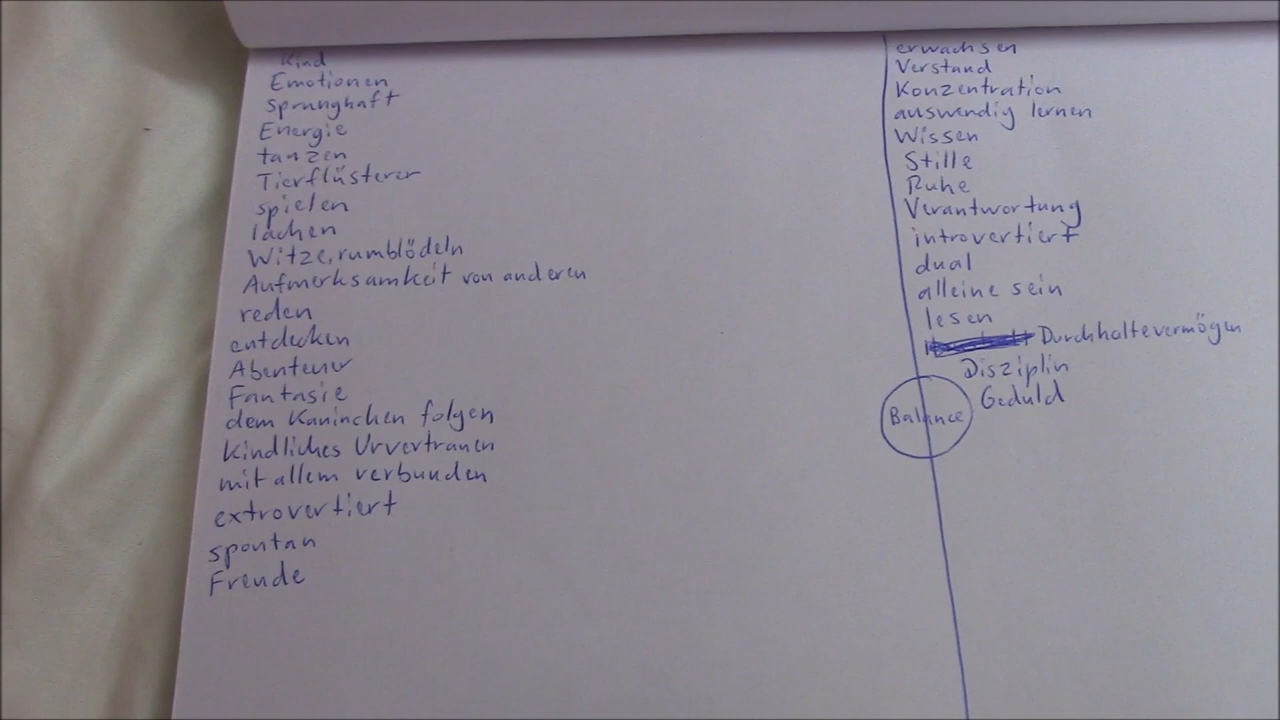 Kind
Emotionen
sprunghaft
Energie
tanzen
Tierflüsterer
spielen
lachen
Witze, rumblödeln
Aufmerksamkeit von anderen
reden
entdecken
Abenteuer
Fantasie
dem Kaninchen folgen
kindliches Urvertrauen
mit allem verbunden
extrovertiert
spontan
Freude
erwachsen
Verstand
Konzentration
auswendig lernen
Wissen
Stille
Ruhe
Verantwortung
introvertiert
dual
alleine sein
lesen
Durchhaltevermögen
Disziplin
Geduld
Balance